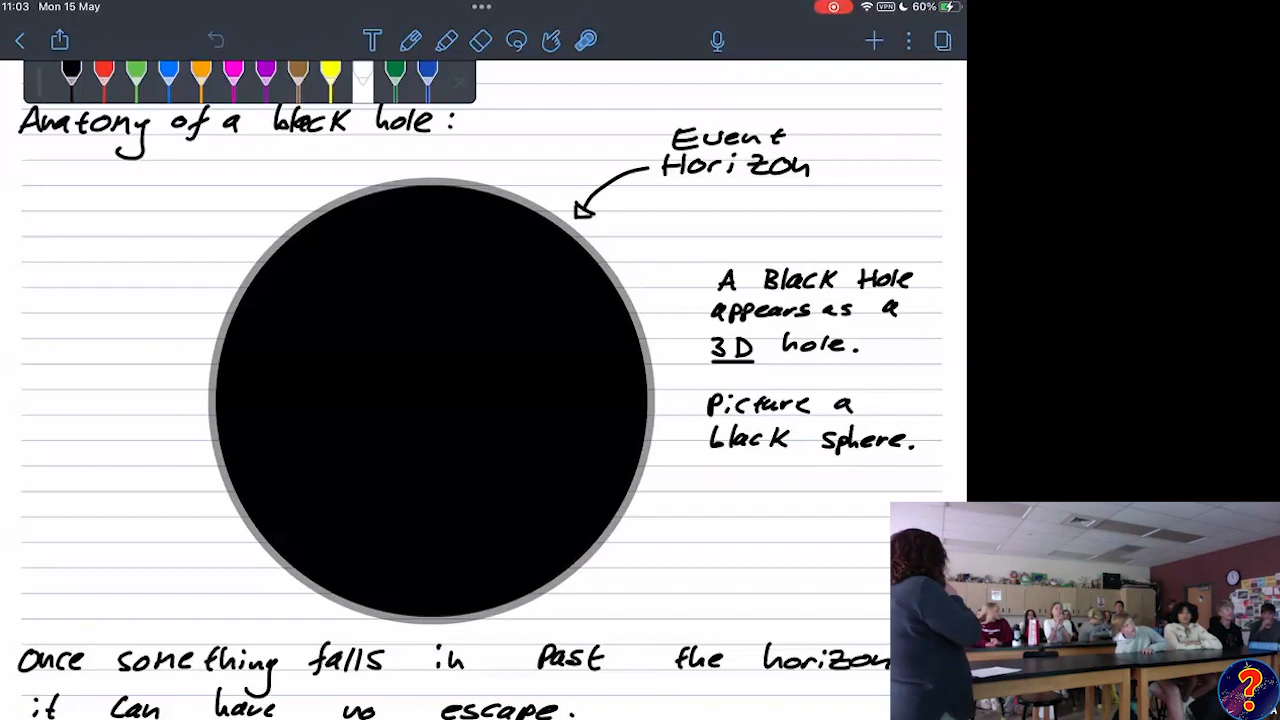 11:03 Mon 15 May
VPN 60%
Anatony of a black hole:
Event
Horizon
A Black Hole
appears as a
3D hole.
Picture a
black sphere.
Once something falls in past the horizon
it can have no escape.
?